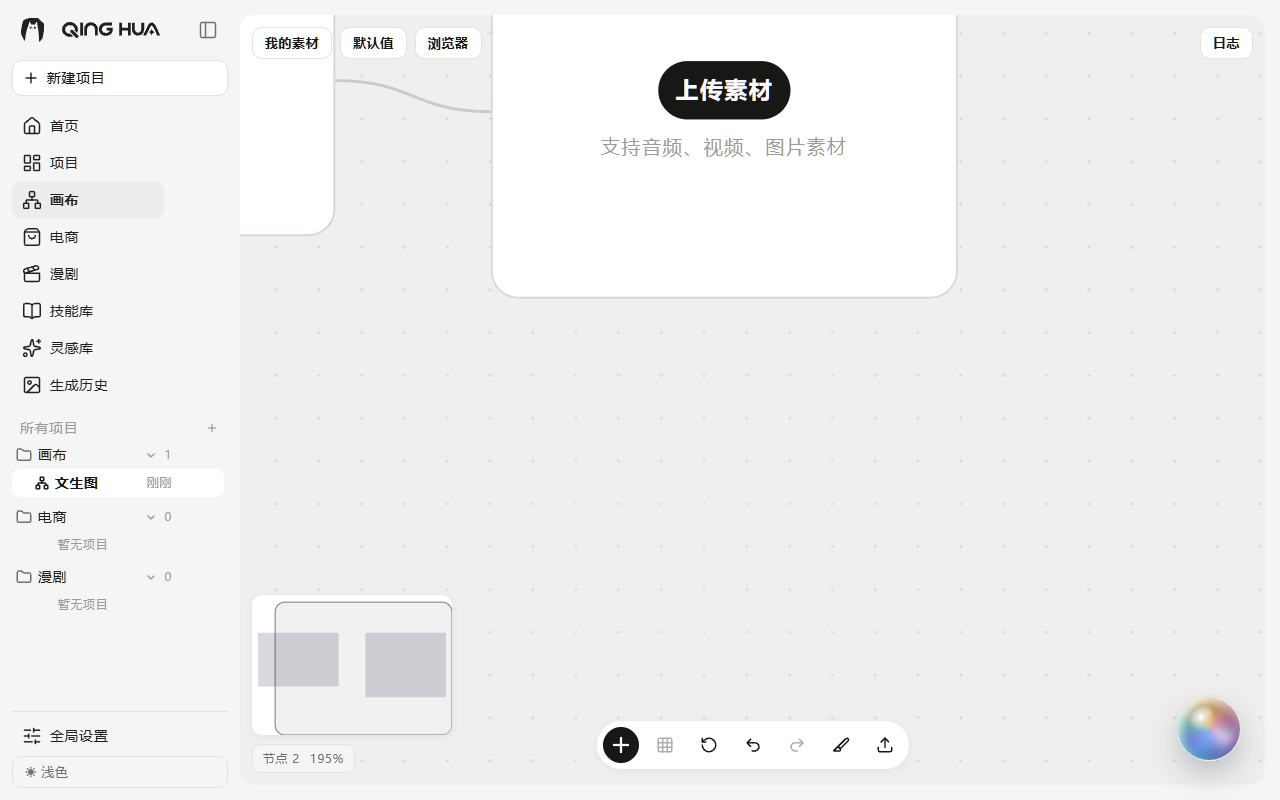 QING HUA
新建项目
首页
项目
画布
电商
漫剧
技能库
灵感库
生成历史
所有项目
画布 1
文生图 刚刚
电商 0
暂无项目
漫剧 0
暂无项目
全局设置
浅色
我的素材 默认值 浏览器 日志
上传素材
支持音频、视频、图片素材
节点 2 195%